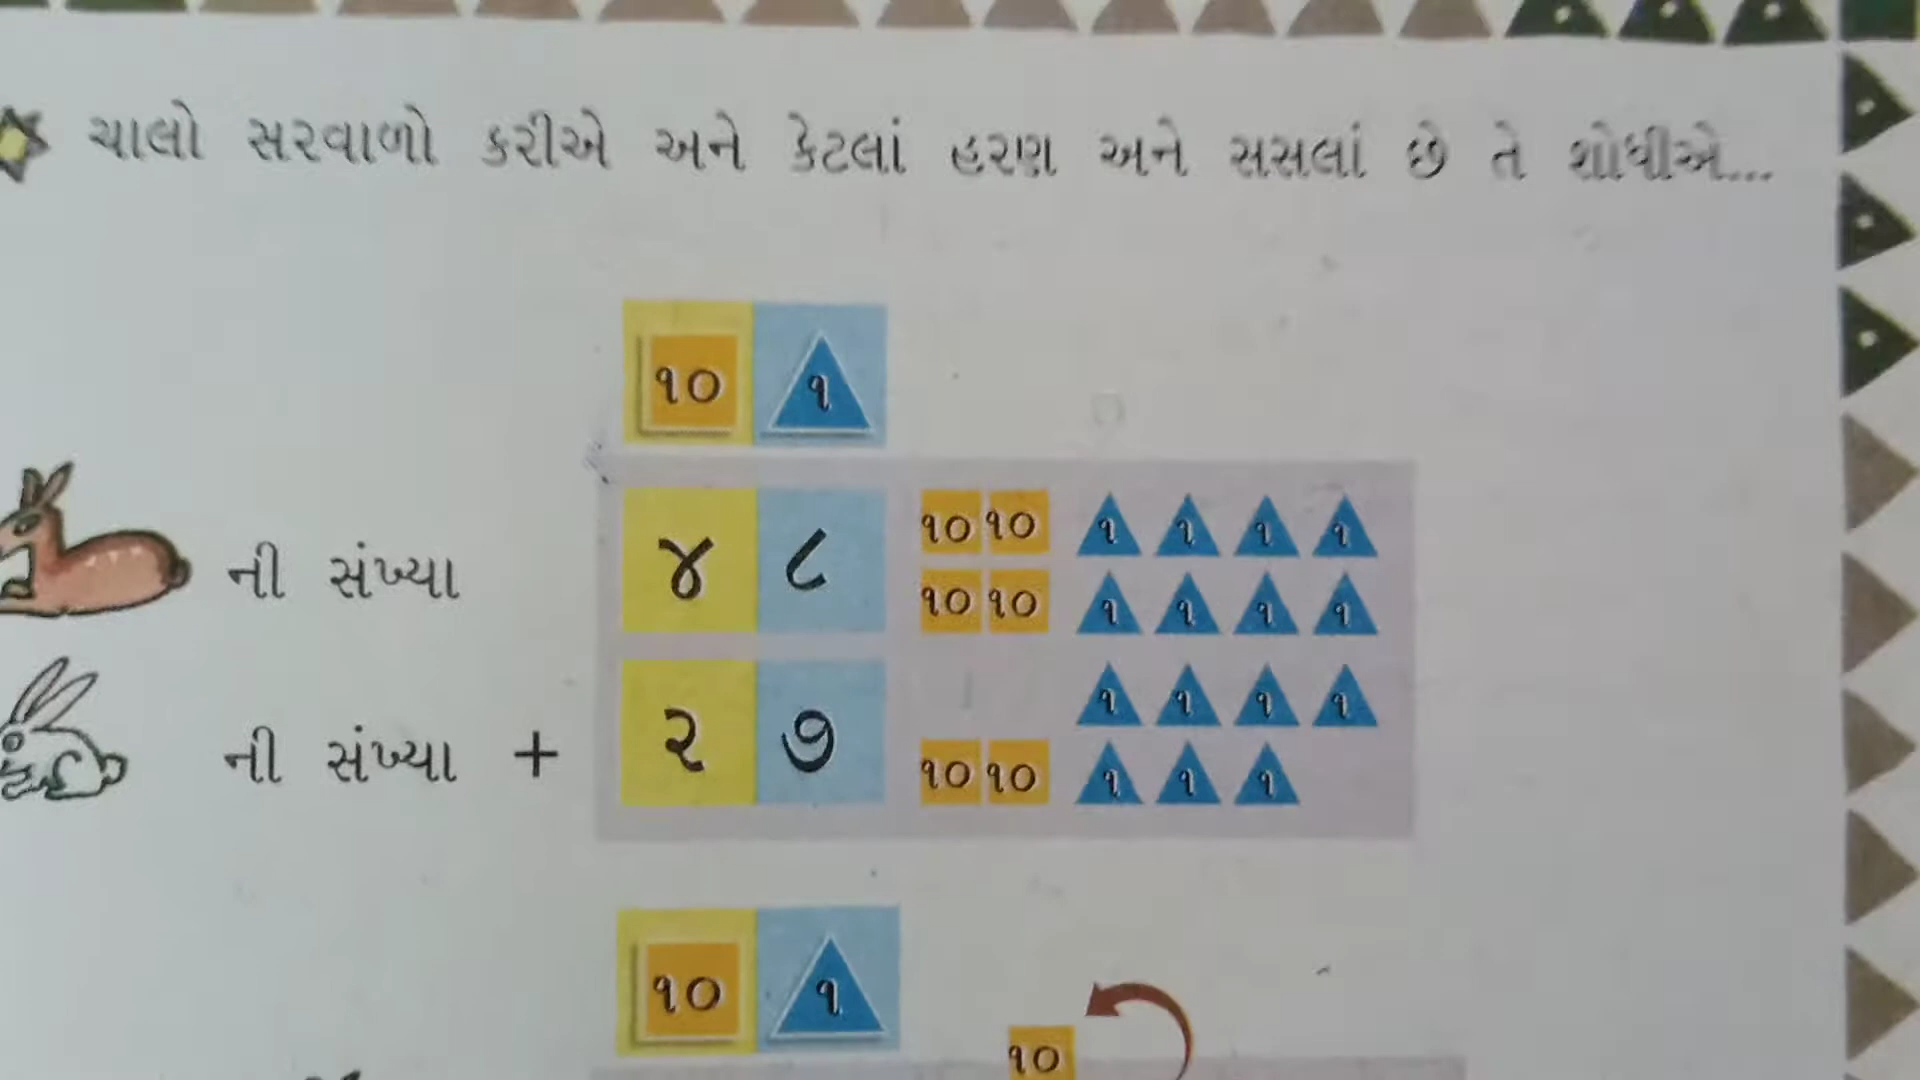 ચાલો સરવાળો કરીએ અને કેટલાં હરણ અને સસલાં છે તે શોધીએ...
૧૦ ૧
ની સંખ્યા ૪ ૮ ૧૦ ૧૦ ૧ ૧ ૧ ૧
૧૦ ૧૦ ૧ ૧ ૧ ૧
૧ ૧ ૧ ૧
ની સંખ્યા + ૨ ૭ ૧૦ ૧૦ ૧ ૧ ૧
૧૦ ૧
૧૦